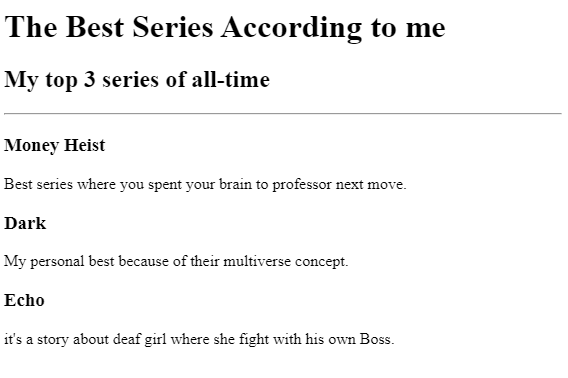 The Best Series According to me
My top 3 series of all-time
Money Heist
Best series where you spent your brain to professor next move.
Dark
My personal best because of their multiverse concept.
Echo
it's a story about deaf girl where she fight with his own Boss.